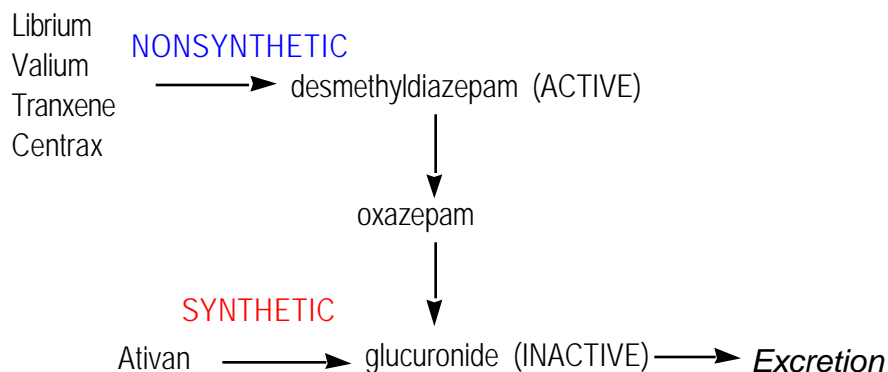 Librium
Valium
Tranxene
Centrax
NONSYNTHETIC
desmethyldiazepam (ACTIVE)
oxazepam
SYNTHETIC
Ativan
glucuronide (INACTIVE)
Excretion